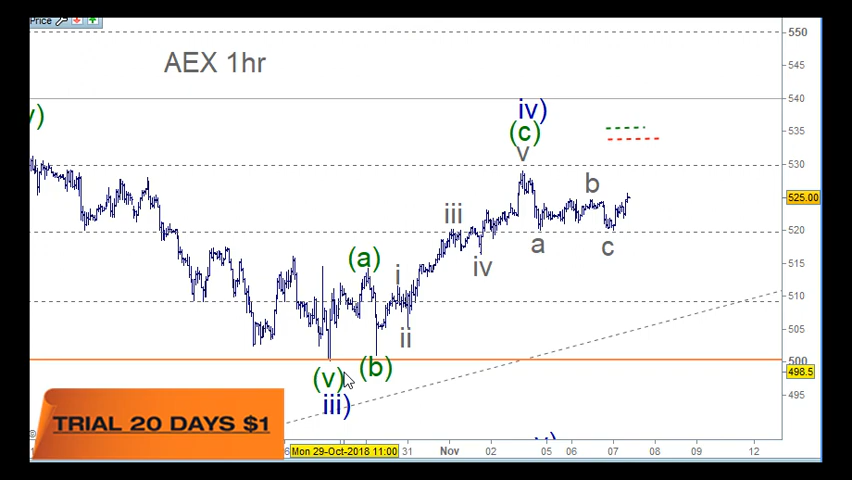 Price
550
AEX 1hr
545
540
iv)
535
(c)
v
530
b
525.00
iii
520
a
c
iv
(a)
515
i
510
ii
505
500
(b)
498.5
(v)
iii)
495
TRIAL 20 DAYS $1
Mon 29-Oct-2018 11:00
31
Nov
02
05
06
07
08
09
12